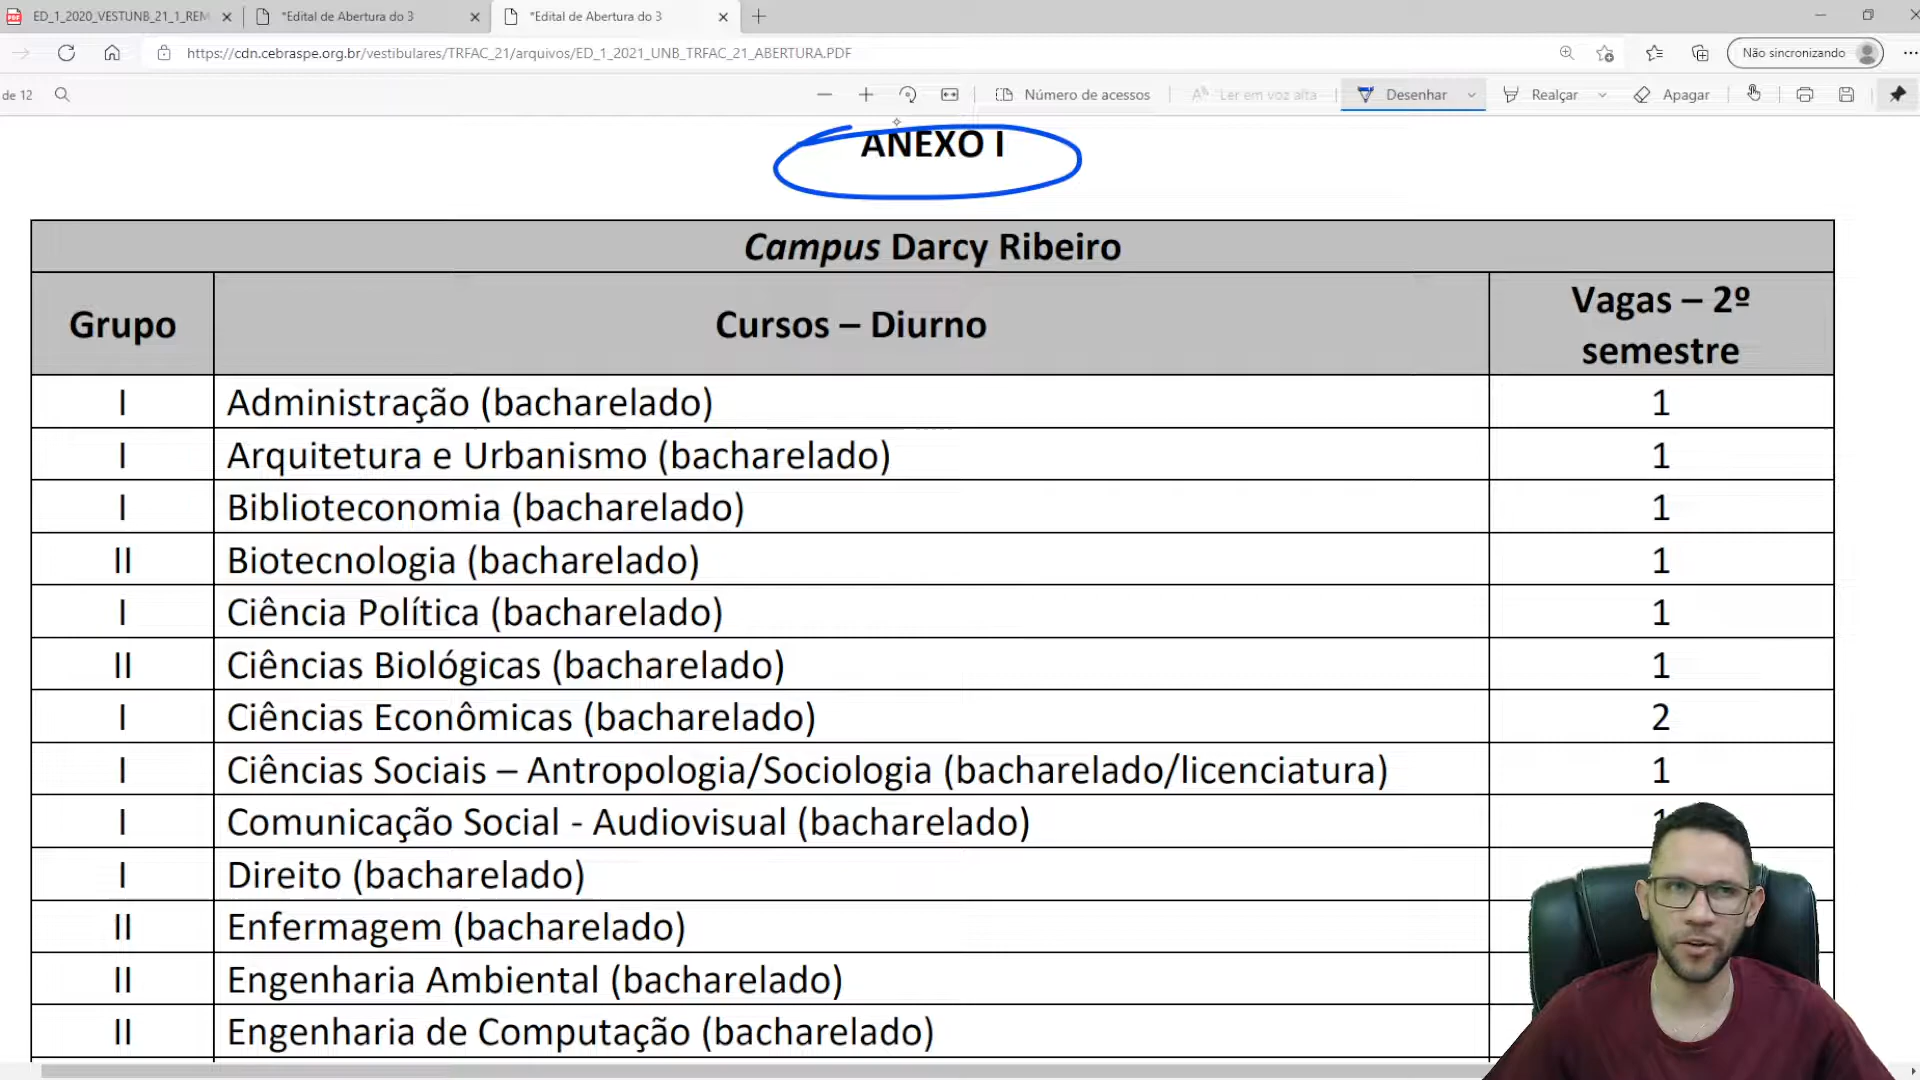 ED_1_2020_VESTUNB_21_1_REM
*Edital de Abertura do 3
*Edital de Abertura do 3
https://cdn.cebraspe.org.br/vestibulares/TRFAC_21/arquivos/ED_1_2021_UNB_TRFAC_21_ABERTURA.PDF
Não sincronizando
de 12
Número de acessos
Ler em voz alta
Desenhar
Realçar
Apagar
ANEXO I
Campus Darcy Ribeiro
Grupo
Cursos – Diurno
Vagas – 2º
semestre
I Administração (bacharelado) 1
I Arquitetura e Urbanismo (bacharelado) 1
I Biblioteconomia (bacharelado) 1
II Biotecnologia (bacharelado) 1
I Ciência Política (bacharelado) 1
II Ciências Biológicas (bacharelado) 1
I Ciências Econômicas (bacharelado) 2
I Ciências Sociais – Antropologia/Sociologia (bacharelado/licenciatura) 1
I Comunicação Social - Audiovisual (bacharelado)
I Direito (bacharelado)
II Enfermagem (bacharelado)
II Engenharia Ambiental (bacharelado)
II Engenharia de Computação (bacharelado)